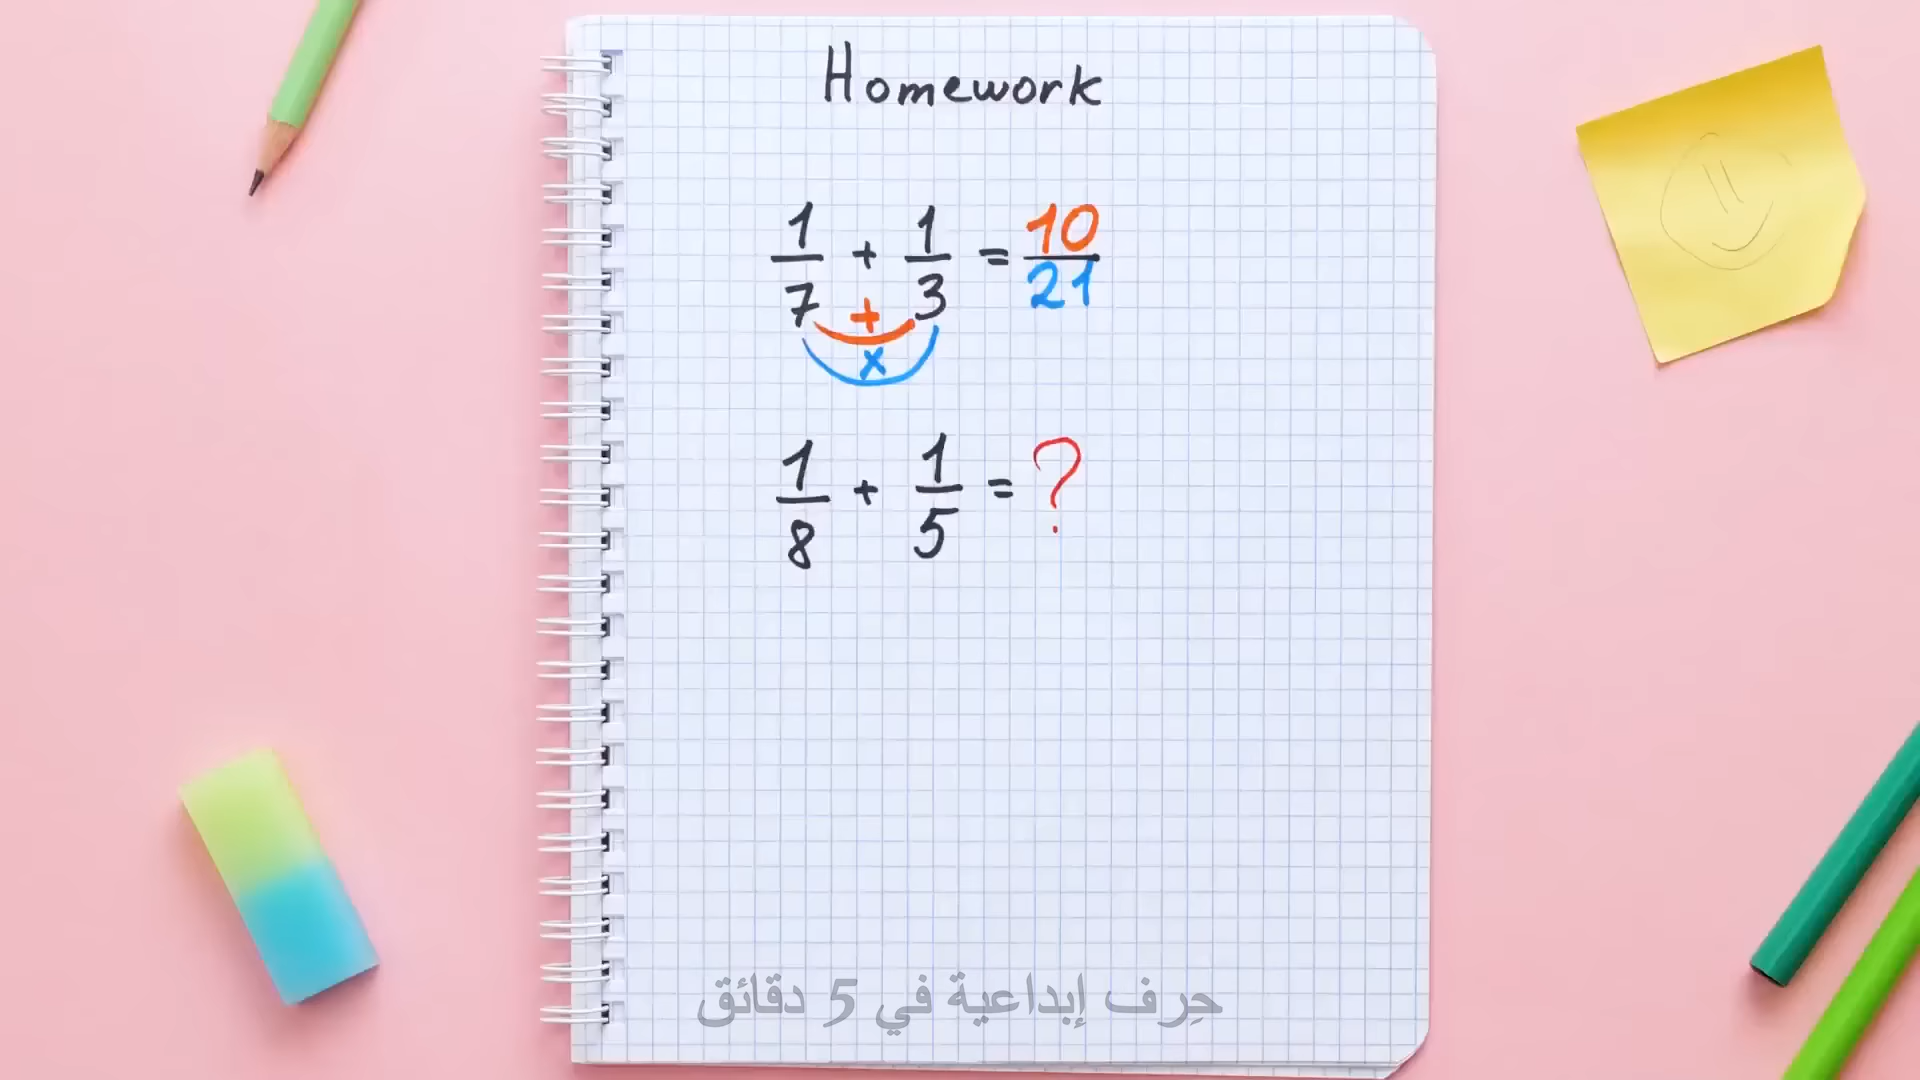 Homework
1/7 + 1/3 = 10/21
+
x
1/8 + 1/5 = ?
حِرف إبداعية في 5 دقائق